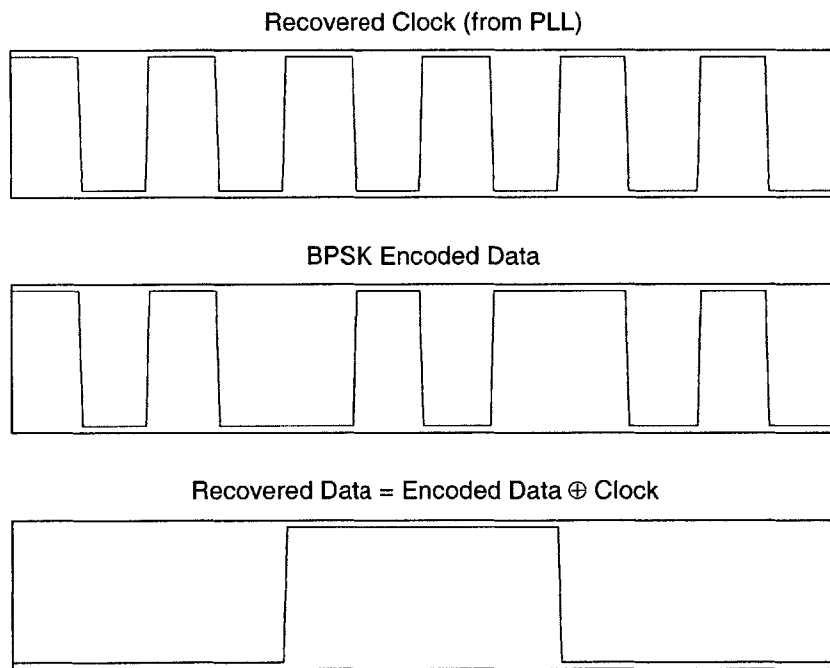 Recovered Clock (from PLL)
BPSK Encoded Data
Recovered Data = Encoded Data ⊕ Clock